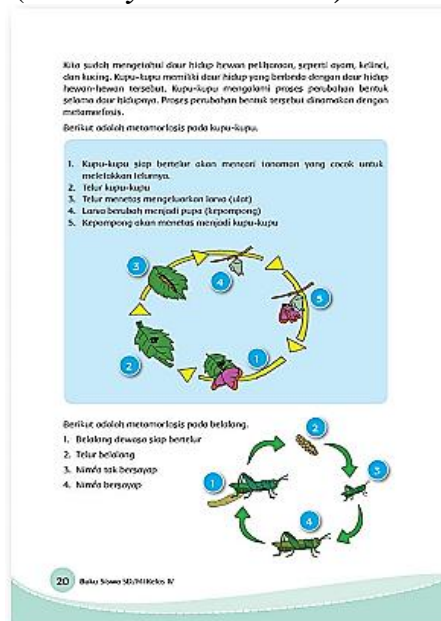 Kita sudah mengetahui daur hidup hewan peliharaan, seperti ayam, kelinci,
dan kucing. Kupu-kupu memiliki daur hidup yang berbeda dengan daur hidup
hewan-hewan tersebut. Kupu-kupu mengalami proses perubahan bentuk
selama daur hidupnya. Proses perubahan bentuk tersebut dinamakan dengan
metamorfosis.
Berikut adalah metamorfosis pada kupu-kupu.
1. Kupu-kupu siap bertelur akan mencari tanaman yang cocok untuk
meletakkan telurnya.
2. Telur kupu-kupu
3. Telur menetas mengeluarkan larva (ulat)
4. Larva berubah menjadi pupa (kepompong)
5. Kepompong akan menetas menjadi kupu-kupu
3
4
5
2
1
Berikut adalah metamorfosis pada belalang.
1. Belalang dewasa siap bertelur
2. Telur belalang
3. Nimfa tak bersayap
4. Nimfa bersayap
2
3
1
4
20 Buku Siswa SD/MI Kelas IV